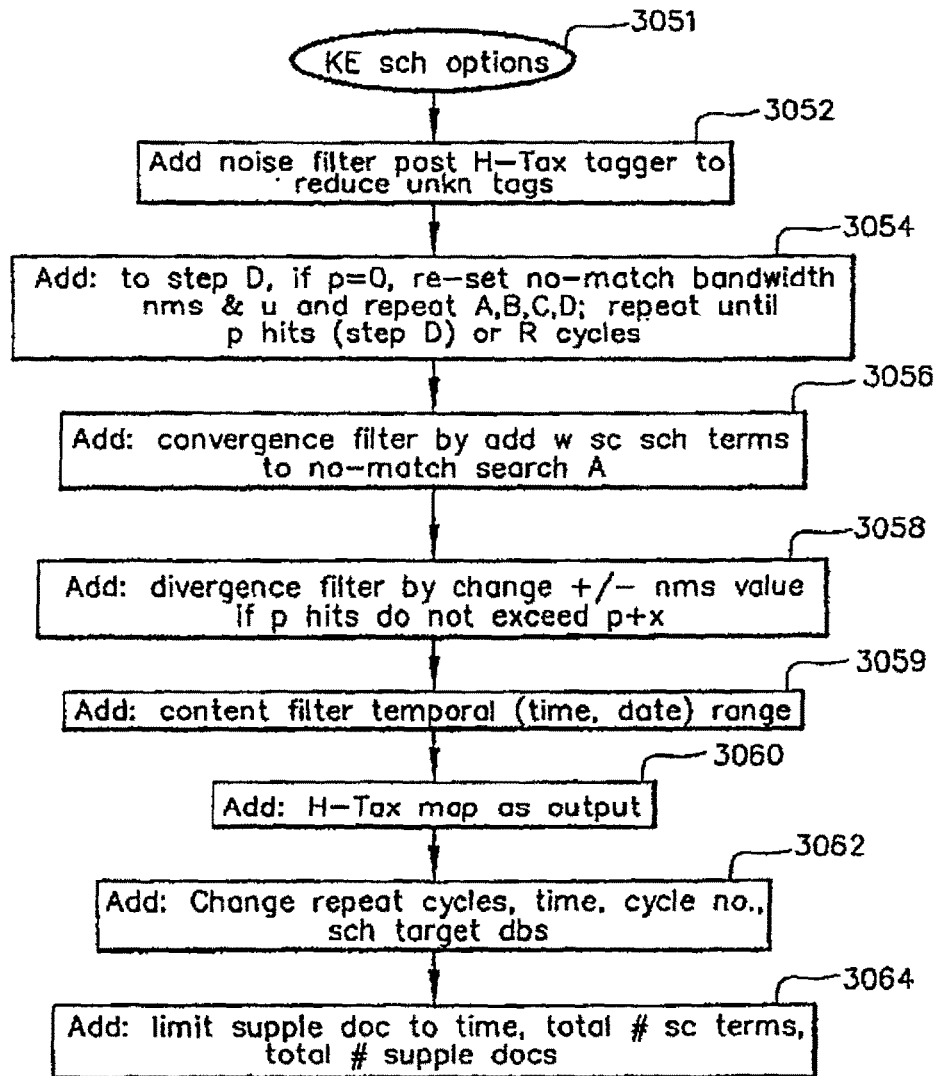 3051
KE sch options
3052
Add noise filter post H-Tax tagger to
reduce unkn tags
3054
Add: to step D, if p=0, re-set no-match bandwidth
nms & u and repeat A,B,C,D; repeat until
p hits (step D) or R cycles
3056
Add: convergence filter by add w sc sch terms
to no-match search A
3058
Add: divergence filter by change +/- nms value
if p hits do not exceed p+x
3059
Add: content filter temporal (time, date) range
3060
Add: H-Tax map as output
3062
Add: Change repeat cycles, time, cycle no.,
sch target dbs
3064
Add: limit supple doc to time, total # sc terms,
total # supple docs